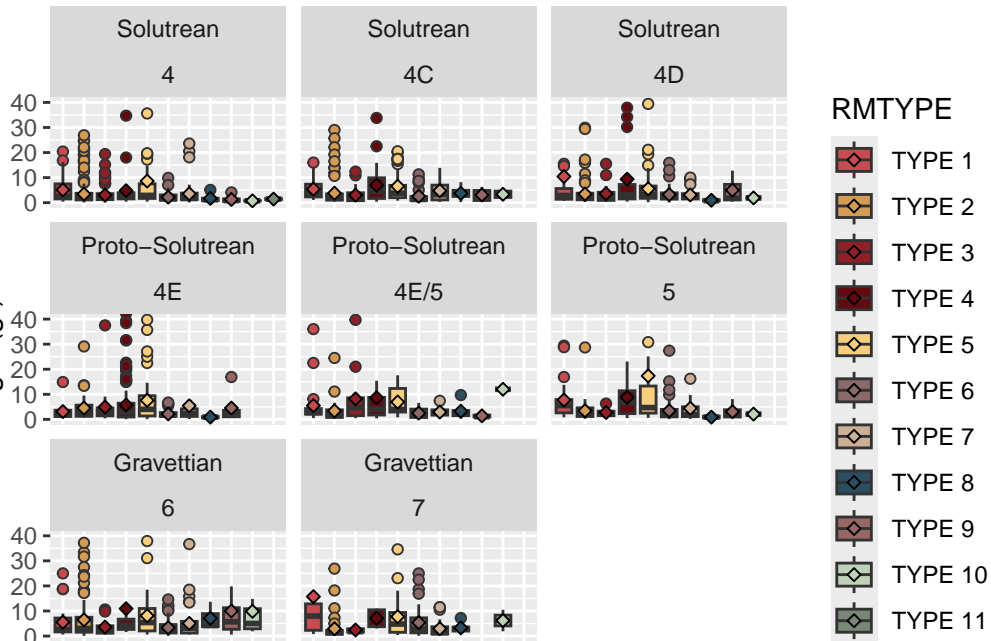 Solutrean Solutrean Solutrean
4 4C 4D
40
30
20
10
0
Proto−Solutrean Proto−Solutrean Proto−Solutrean
4E 4E/5 5
40
30
20
10
0
Gravettian Gravettian
6 7
40
30
20
10
0
RMTYPE
TYPE 1
TYPE 2
TYPE 3
TYPE 4
TYPE 5
TYPE 6
TYPE 7
TYPE 8
TYPE 9
TYPE 10
TYPE 11